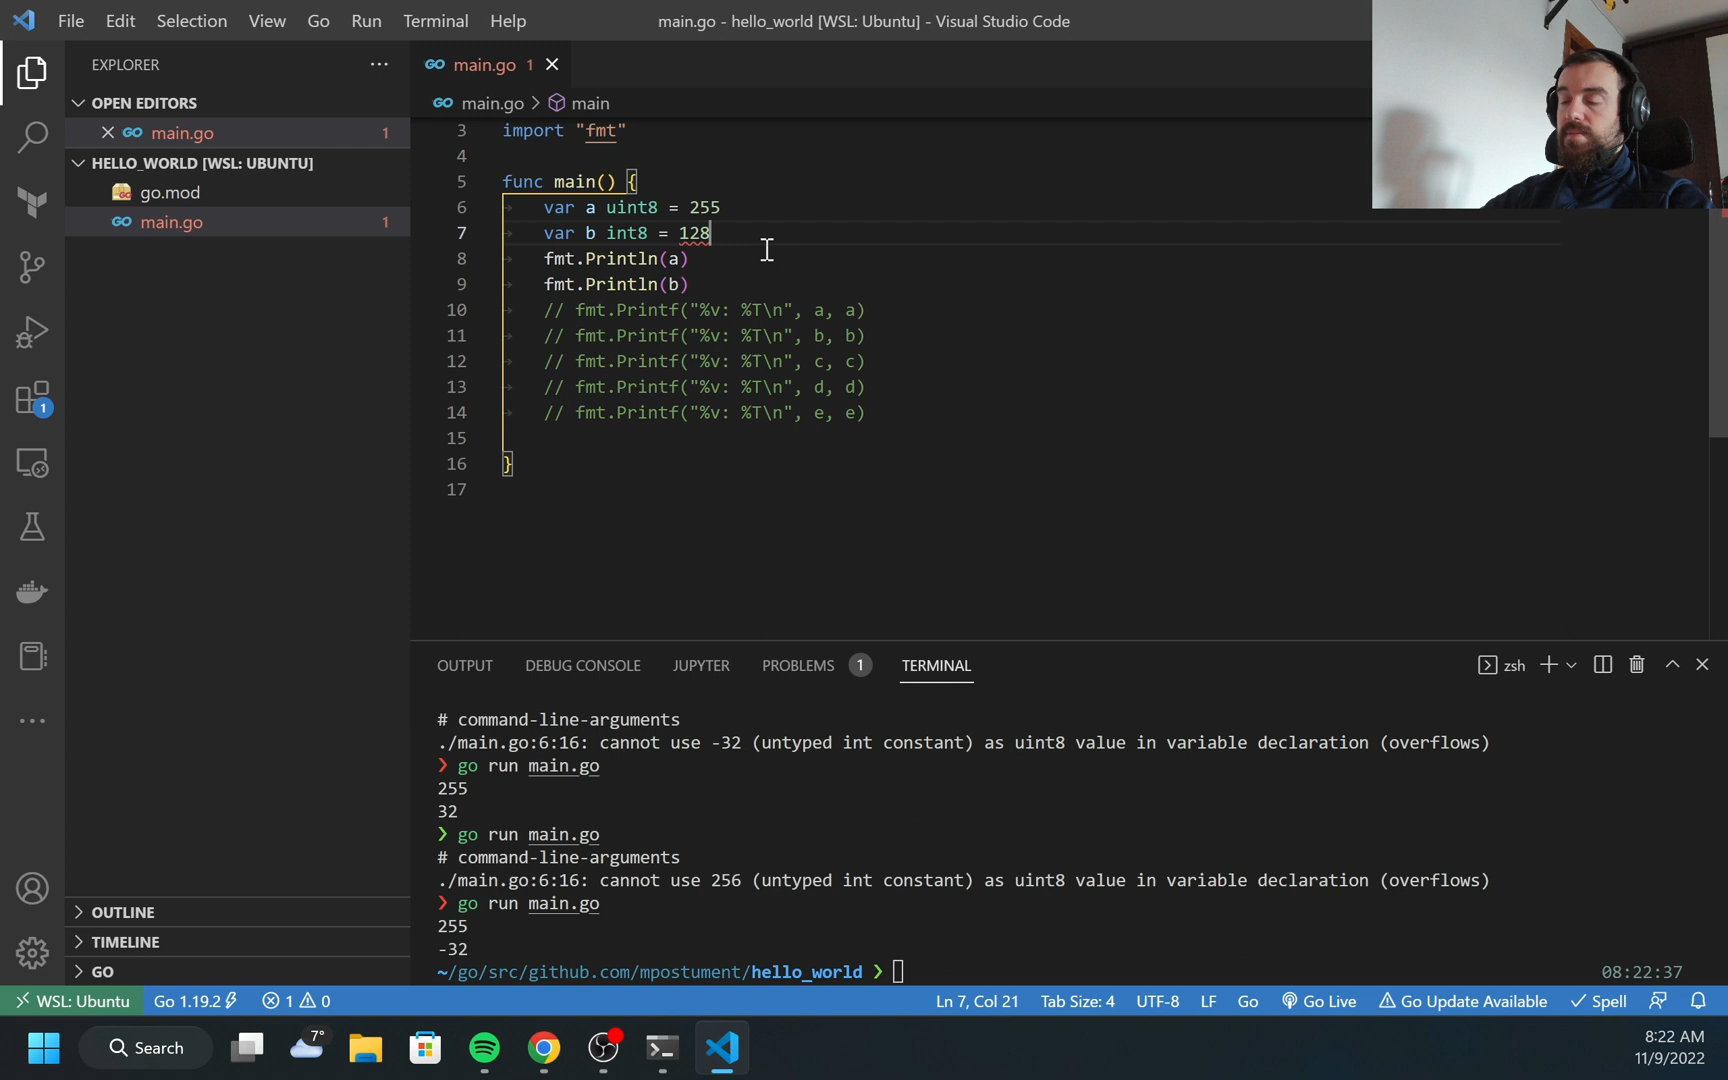 File Edit Selection View Go Run Terminal Help
main.go - hello_world [WSL: Ubuntu] - Visual Studio Code
EXPLORER
OPEN EDITORS
main.go 1
HELLO_WORLD [WSL: UBUNTU]
go.mod
main.go 1
OUTLINE
TIMELINE
GO
1
main.go 1
main.go > main
3 import "fmt"
4
5 func main() {
6 var a uint8 = 255
7 var b int8 = 128
8 fmt.Println(a)
9 fmt.Println(b)
10 // fmt.Printf("%v: %T\n", a, a)
11 // fmt.Printf("%v: %T\n", b, b)
12 // fmt.Printf("%v: %T\n", c, c)
13 // fmt.Printf("%v: %T\n", d, d)
14 // fmt.Printf("%v: %T\n", e, e)
15
16 }
17
OUTPUT DEBUG CONSOLE JUPYTER PROBLEMS 1 TERMINAL
zsh
# command-line-arguments
./main.go:6:16: cannot use -32 (untyped int constant) as uint8 value in variable declaration (overflows)
❯ go run main.go
255
32
❯ go run main.go
# command-line-arguments
./main.go:6:16: cannot use 256 (untyped int constant) as uint8 value in variable declaration (overflows)
❯ go run main.go
255
-32
~/go/src/github.com/mpostument/hello_world ❯ 08:22:37
WSL: Ubuntu Go 1.19.2 1 0 Ln 7, Col 21 Tab Size: 4 UTF-8 LF Go Go Live Go Update Available Spell
Search 7°
8:22 AM
11/9/2022